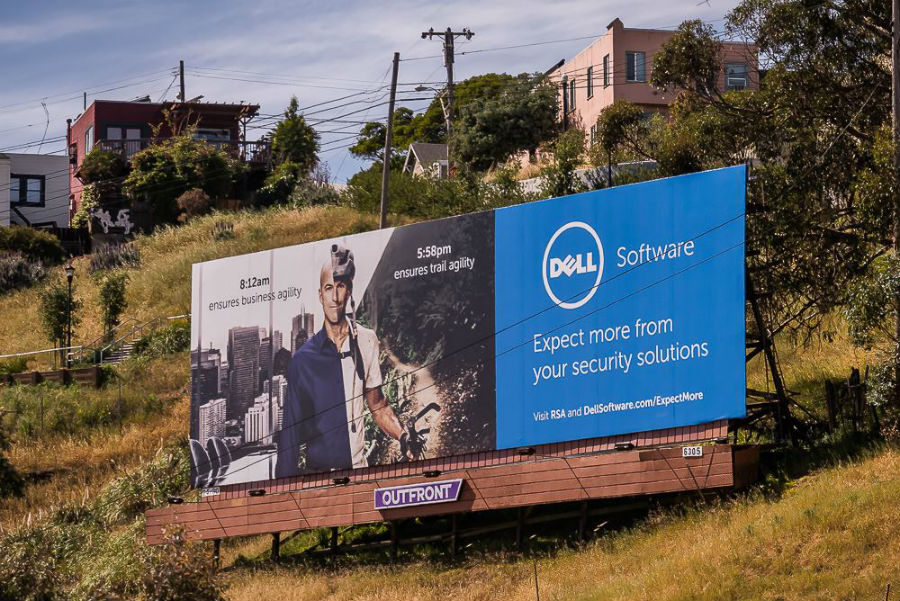 8:12am
ensures business agility
5:58pm
ensures trail agility
DELL Software
Expect more from
your security solutions
Visit RSA and DellSoftware.com/ExpectMore
6305
OUTFRONT